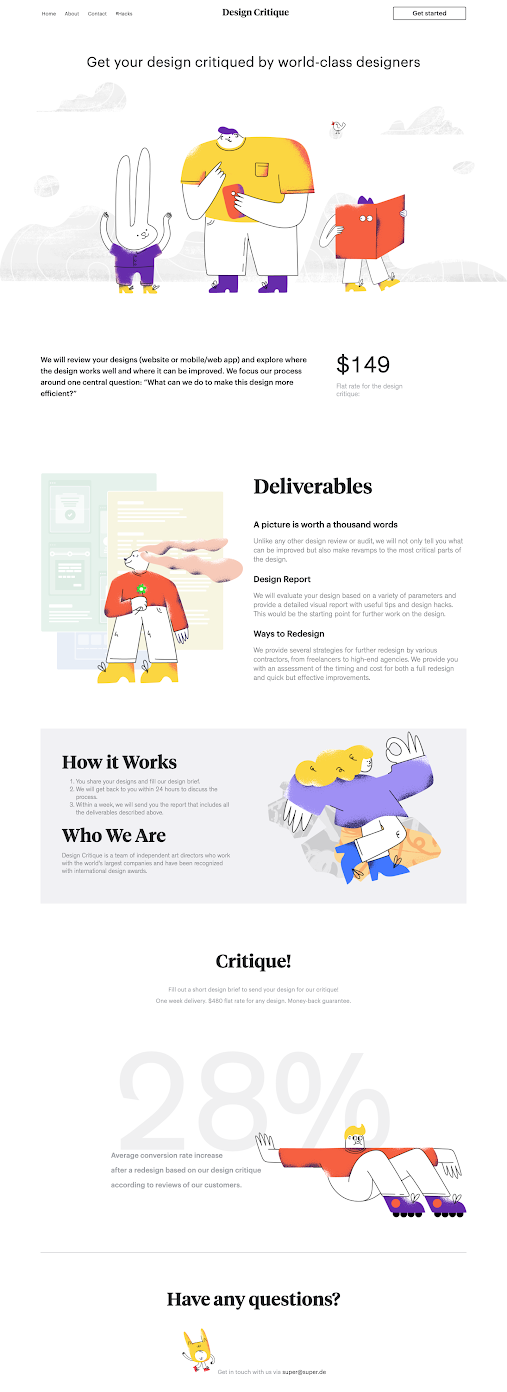 Home About Contact #Hacks
Design Critique
Get started
Get your design critiqued by world-class designers
We will review your designs (website or mobile/web app) and explore where
the design works well and where it can be improved. We focus our process
around one central question: “What can we do to make this design more
efficient?”
$149
Flat rate for the design
critique:
Deliverables
A picture is worth a thousand words
Unlike any other design review or audit, we will not only tell you what
can be improved but also make revamps to the most critical parts of
the design.
Design Report
We will evaluate your design based on a variety of parameters and
provide a detailed visual report with useful tips and design hacks.
This would be the starting point for further work on the design.
Ways to Redesign
We provide several strategies for further redesign by various
contractors, from freelancers to high-end agencies. We provide you
with an assessment of the timing and cost for both a full redesign
and quick but effective improvements.
How it Works
1. You share your designs and fill our design brief.
2. We will get back to you within 24 hours to discuss the
process.
3. Within a week, we will send you the report that includes all
the deliverables described above.
Who We Are
Design Critique is a team of independent art directors who work
with the world's largest companies and have been recognized
with international design awards.
Critique!
Fill out a short design brief to send your design for our critique!
One week delivery. $480 flat rate for any design. Money-back guarantee.
28%
Average conversion rate increase
after a redesign based on our design critique
according to reviews of our customers.
Have any questions?
Get in touch with us via super@super.de